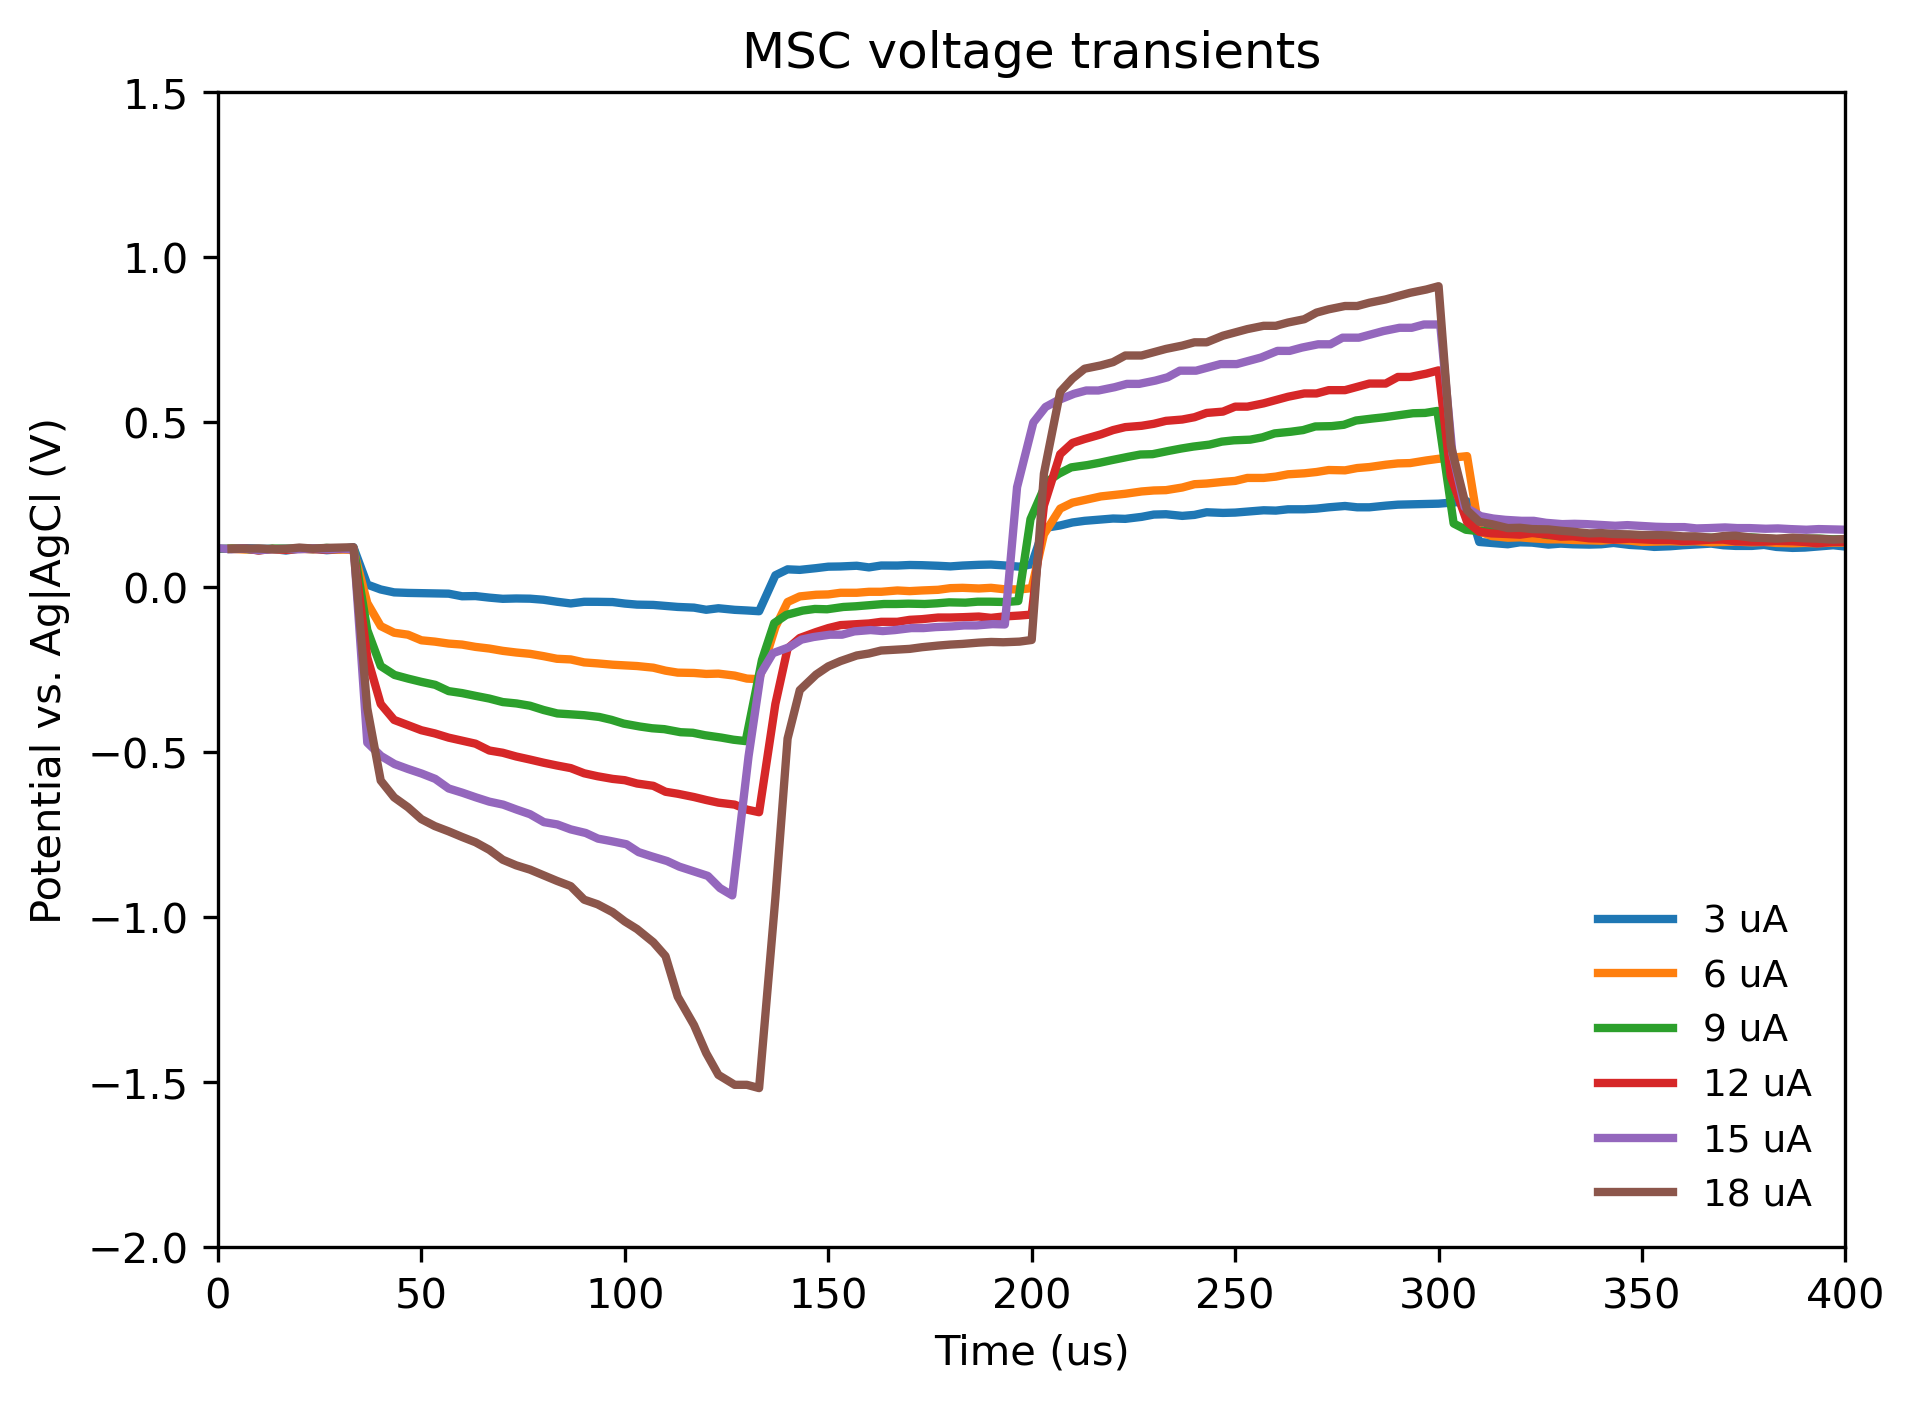 MSC voltage transients
1.5
1.0
0.5
0.0
−0.5
−1.0
−1.5
−2.0
Potential vs. Ag|AgCl (V)
3 uA
6 uA
9 uA
12 uA
15 uA
18 uA
0 50 100 150 200 250 300 350 400
Time (us)